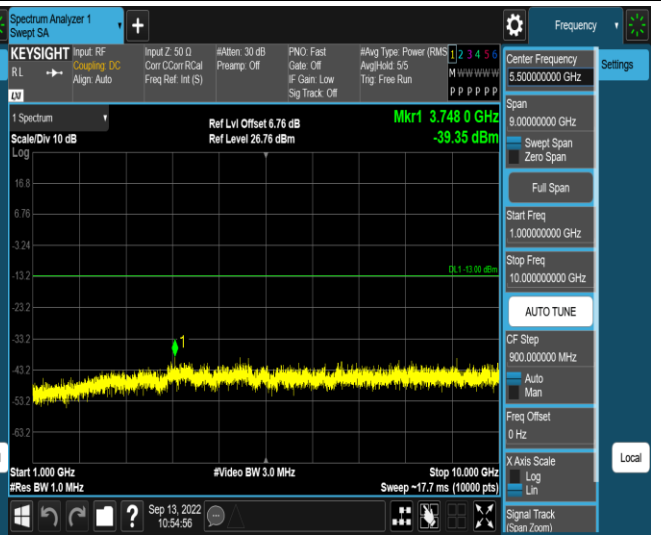 Spectrum Analyzer 1
Swept SA
Frequency
KEYSIGHT
R L
LXI
Input: RF
Coupling: DC
Align: Auto
Input Z: 50 Ω
Corr CCorr RCal
Freq Ref: Int (S)
#Atten: 30 dB
Preamp: Off
PNO: Fast
Gate: Off
IF Gain: Low
Sig Track: Off
#Avg Type: Power (RMS
Avg|Hold: 5/5
Trig: Free Run
1 2 3 4 5 6
M W W W W W
P P P P P P
Center Frequency
5.500000000 GHz
Settings
Span
9.00000000 GHz
Swept Span
Zero Span
Full Span
Start Freq
1.000000000 GHz
Stop Freq
10.000000000 GHz
AUTO TUNE
CF Step
900.000000 MHz
Auto
Man
Freq Offset
0 Hz
X Axis Scale
Log
Lin
Signal Track
(Span Zoom)
Local
1 Spectrum
Scale/Div 10 dB
Log
Ref Lvl Offset 6.76 dB
Ref Level 26.76 dBm
Mkr1 3.748 0 GHz
-39.35 dBm
16.8
6.76
-3.24
-13.2
DL1 -13.00 dBm
-23.2
-33.2
1
-43.2
-53.2
-63.2
Start 1.000 GHz
#Res BW 1.0 MHz
#Video BW 3.0 MHz
Stop 10.000 GHz
Sweep ~17.7 ms (10000 pts)
?
Sep 13, 2022
10:54:56